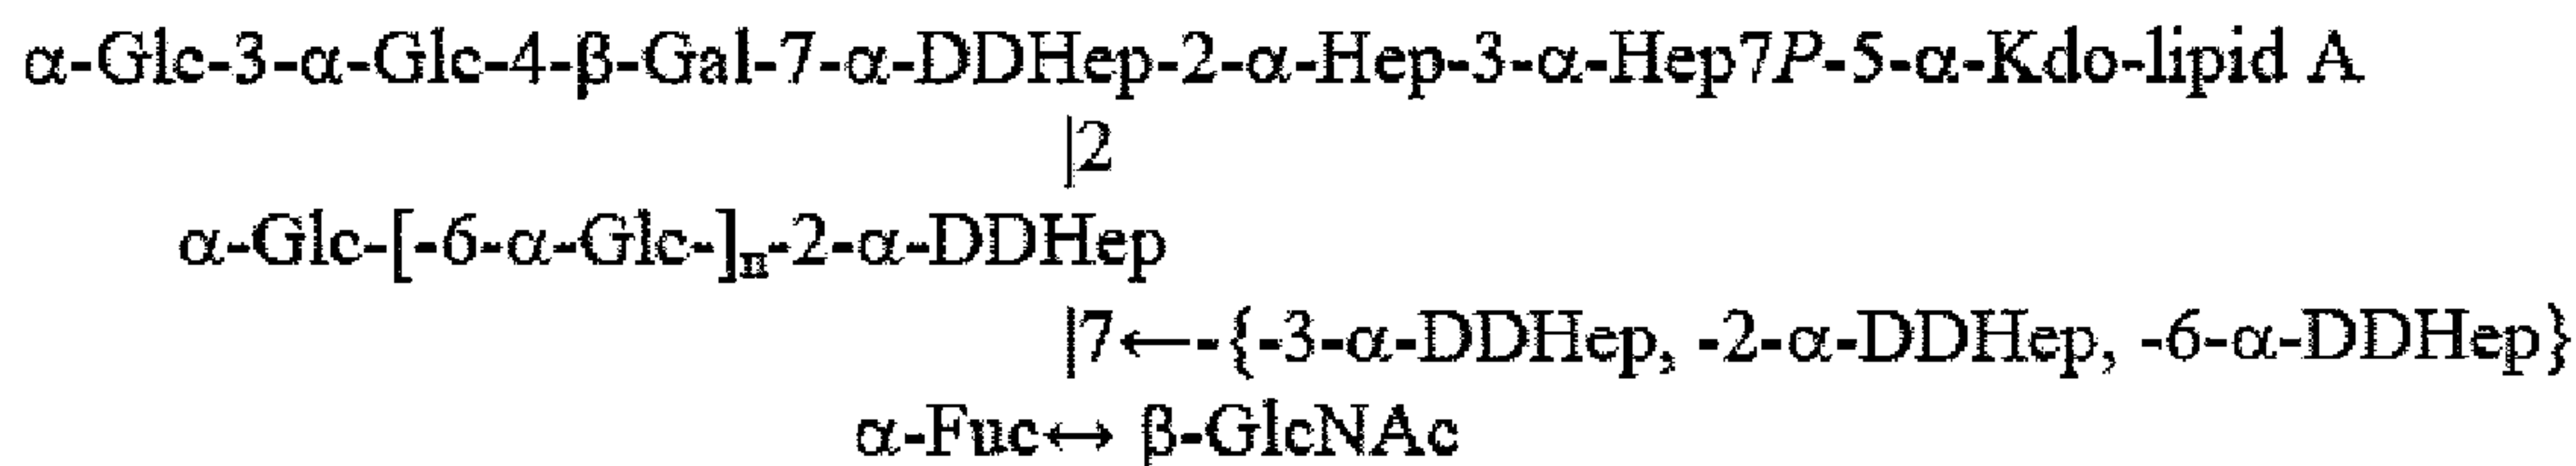 α-Glc-3-α-Glc-4-β-Gal-7-α-DDHep-2-α-Hep-3-α-Hep7P-5-α-Kdo-lipid A
|2
α-Glc-[-6-α-Glc-]n-2-α-DDHep
|7←-{-3-α-DDHep, -2-α-DDHep, -6-α-DDHep}
α-Fuc↔ β-GlcNAc